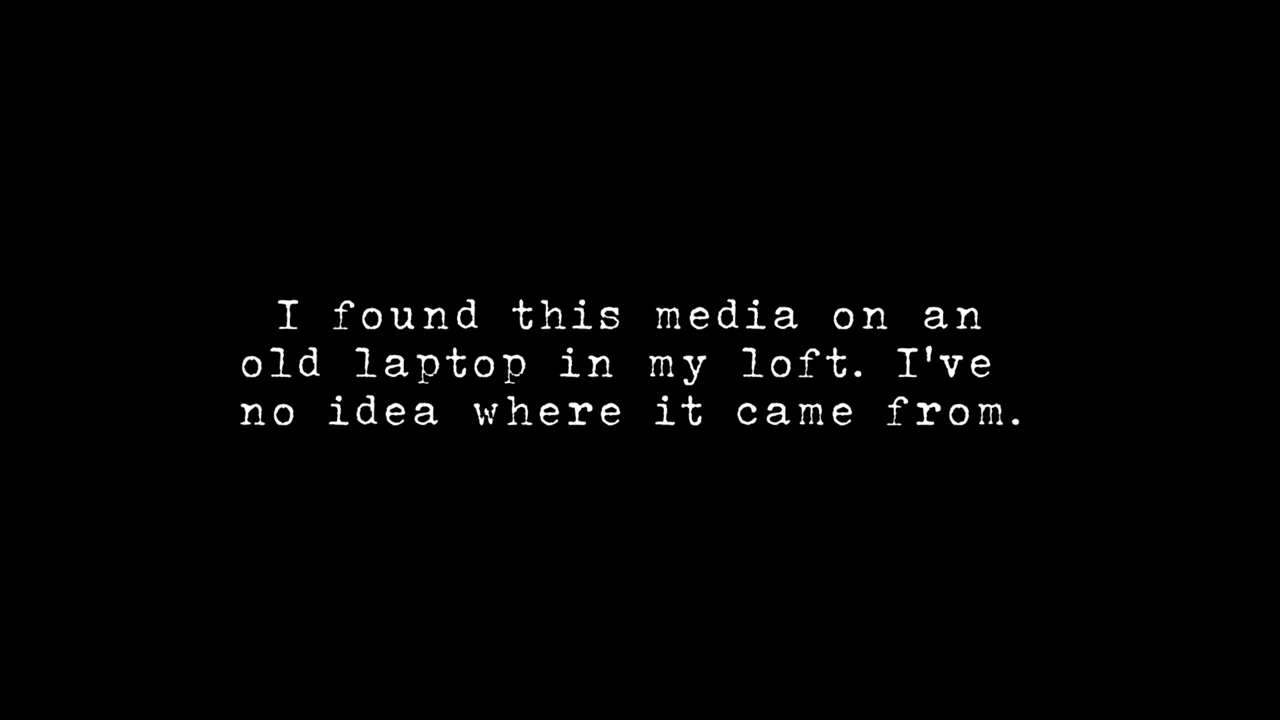 I found this media on an
old laptop in my loft. I've
no idea where it came from.